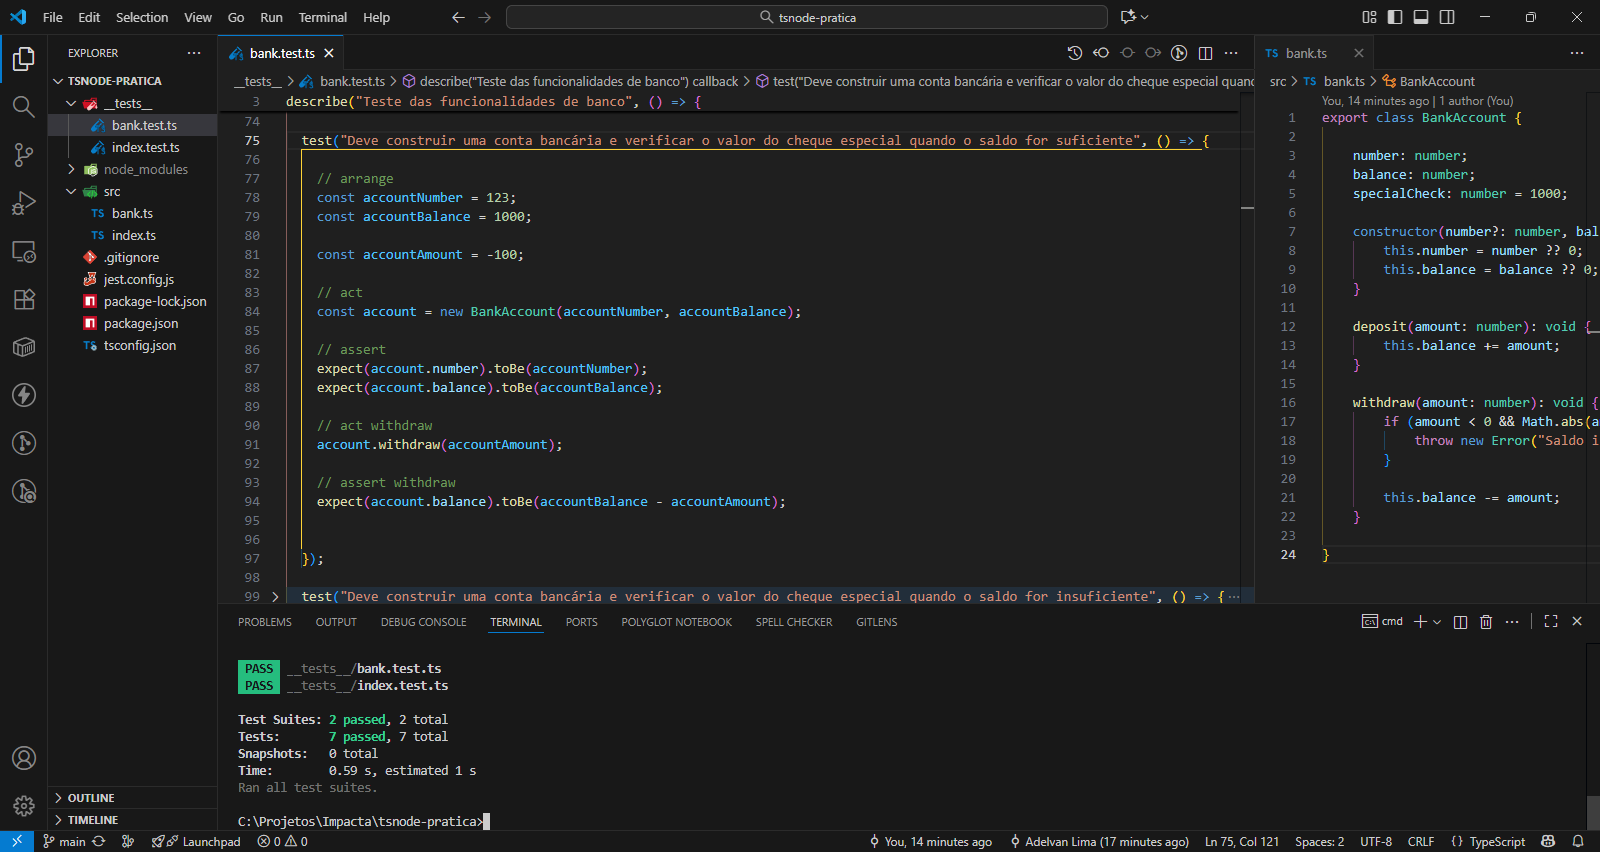 File Edit Selection View Go Run Terminal Help
tsnode-pratica
EXPLORER
TSNODE-PRATICA
__tests__
bank.test.ts
index.test.ts
node_modules
src
TS bank.ts
TS index.ts
.gitignore
jest.config.js
package-lock.json
package.json
tsconfig.json
OUTLINE
TIMELINE
bank.test.ts
__tests__ > bank.test.ts > describe("Teste das funcionalidades de banco") callback > test("Deve construir uma conta bancária e verificar o valor do cheque especial quand
3 describe("Teste das funcionalidades de banco", () => {
74
75 test("Deve construir uma conta bancária e verificar o valor do cheque especial quando o saldo for suficiente", () => {
76
77 // arrange
78 const accountNumber = 123;
79 const accountBalance = 1000;
80
81 const accountAmount = -100;
82
83 // act
84 const account = new BankAccount(accountNumber, accountBalance);
85
86 // assert
87 expect(account.number).toBe(accountNumber);
88 expect(account.balance).toBe(accountBalance);
89
90 // act withdraw
91 account.withdraw(accountAmount);
92
93 // assert withdraw
94 expect(account.balance).toBe(accountBalance - accountAmount);
95
96
97 });
98
99 test("Deve construir uma conta bancária e verificar o valor do cheque especial quando o saldo for insuficiente", () => {···
TS bank.ts
src > TS bank.ts > BankAccount
You, 14 minutes ago | 1 author (You)
1 export class BankAccount {
2
3 number: number;
4 balance: number;
5 specialCheck: number = 1000;
6
7 constructor(number?: number, bal
8 this.number = number ?? 0;
9 this.balance = balance ?? 0;
10 }
11
12 deposit(amount: number): void {
13 this.balance += amount;
14 }
15
16 withdraw(amount: number): void {
17 if (amount < 0 && Math.abs(a
18 throw new Error("Saldo i
19 }
20
21 this.balance -= amount;
22 }
23
24 }
PROBLEMS OUTPUT DEBUG CONSOLE TERMINAL PORTS POLYGLOT NOTEBOOK SPELL CHECKER GITLENS
cmd
PASS __tests__/bank.test.ts
PASS __tests__/index.test.ts
Test Suites: 2 passed, 2 total
Tests: 7 passed, 7 total
Snapshots: 0 total
Time: 0.59 s, estimated 1 s
Ran all test suites.
C:\Projetos\Impacta\tsnode-pratica>
main Launchpad 0 0 You, 14 minutes ago Adelvan Lima (17 minutes ago) Ln 75, Col 121 Spaces: 2 UTF-8 CRLF {} TypeScript